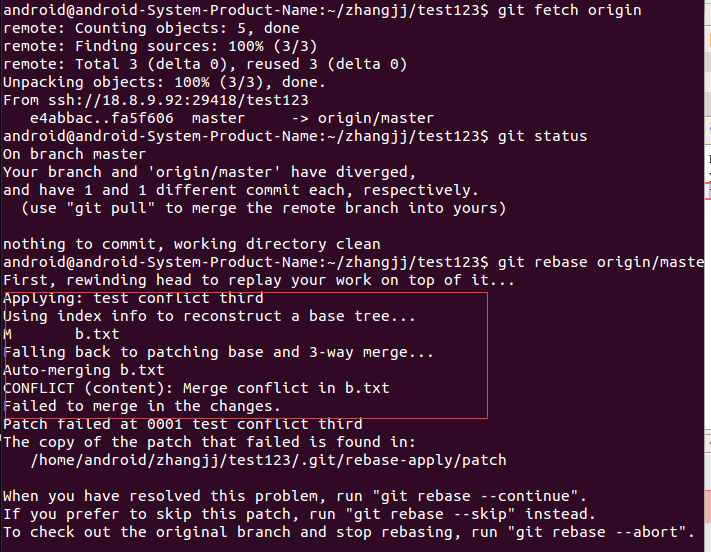 android@android-System-Product-Name:~/zhangjj/test123$ git fetch origin
remote: Counting objects: 5, done
remote: Finding sources: 100% (3/3)
remote: Total 3 (delta 0), reused 3 (delta 0)
Unpacking objects: 100% (3/3), done.
From ssh://18.8.9.92:29418/test123
   e4abbac..fa5f606  master     -> origin/master
android@android-System-Product-Name:~/zhangjj/test123$ git status
On branch master
Your branch and 'origin/master' have diverged,
and have 1 and 1 different commit each, respectively.
  (use "git pull" to merge the remote branch into yours)

nothing to commit, working directory clean
android@android-System-Product-Name:~/zhangjj/test123$ git rebase origin/maste
First, rewinding head to replay your work on top of it...
Applying: test conflict third
Using index info to reconstruct a base tree...
M       b.txt
Falling back to patching base and 3-way merge...
Auto-merging b.txt
CONFLICT (content): Merge conflict in b.txt
Failed to merge in the changes.
Patch failed at 0001 test conflict third
The copy of the patch that failed is found in:
   /home/android/zhangjj/test123/.git/rebase-apply/patch

When you have resolved this problem, run "git rebase --continue".
If you prefer to skip this patch, run "git rebase --skip" instead.
To check out the original branch and stop rebasing, run "git rebase --abort".